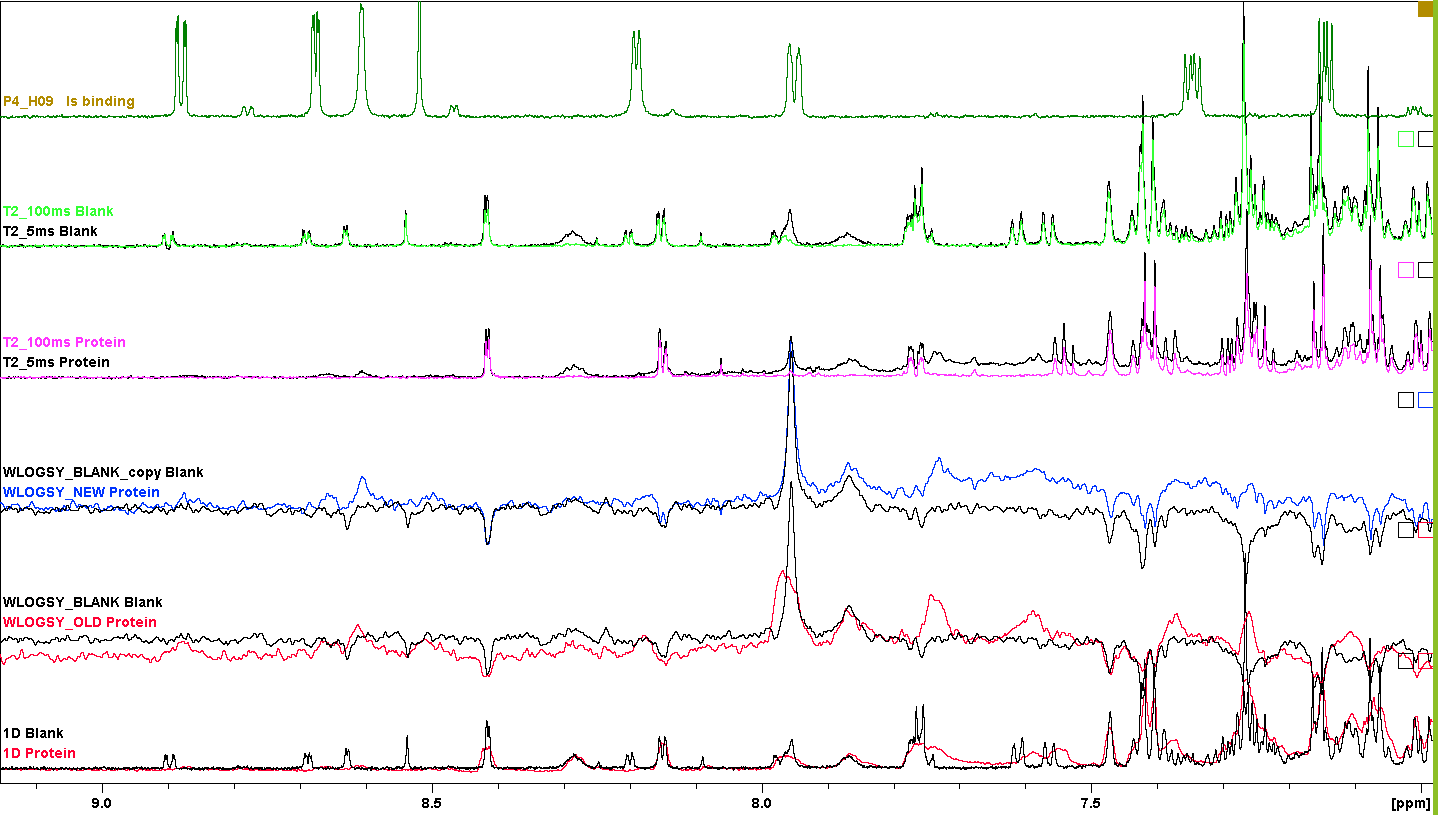 P4_H09 Is binding
T2_100ms Blank
T2_5ms Blank
T2_100ms Protein
T2_5ms Protein
WLOGSY_BLANK_copy Blank
WLOGSY_NEW Protein
WLOGSY_BLANK Blank
WLOGSY_OLD Protein
1D Blank
1D Protein
9.0 8.5 8.0 7.5 [ppm]